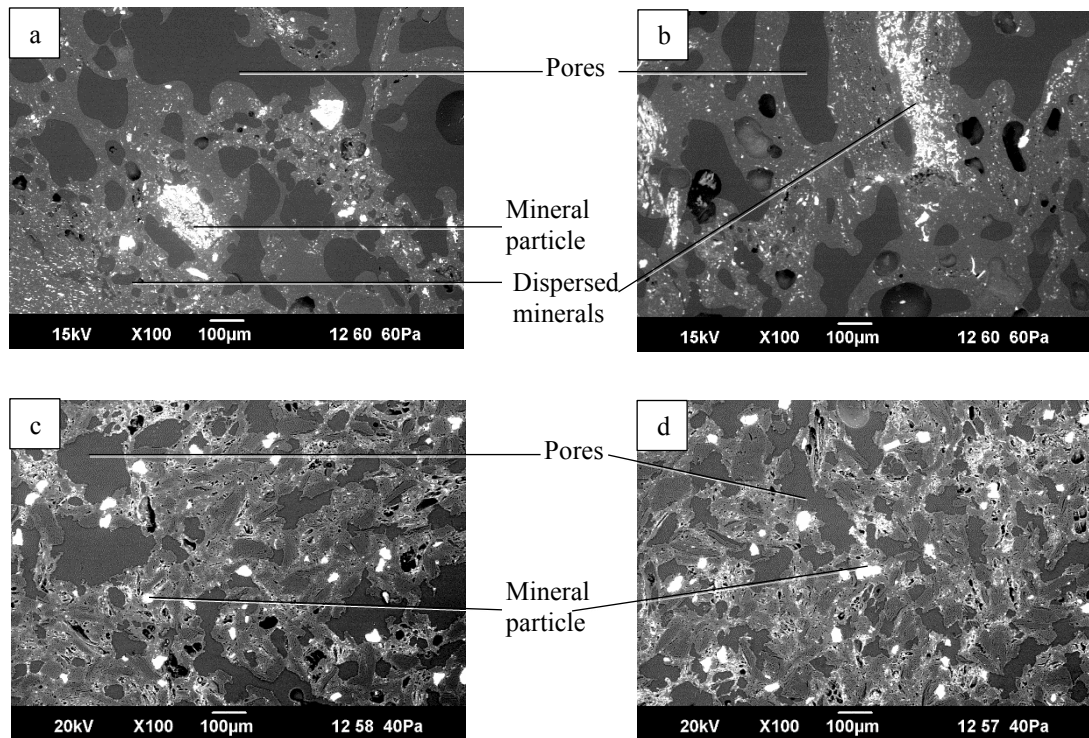 a
b
Pores
Mineral
particle
Dispersed
minerals
15kV X100 100µm 12 60 60Pa
15kV X100 100µm 12 60 60Pa
c
d
Pores
Mineral
particle
20kV X100 100µm 12 58 40Pa
20kV X100 100µm 12 57 40Pa